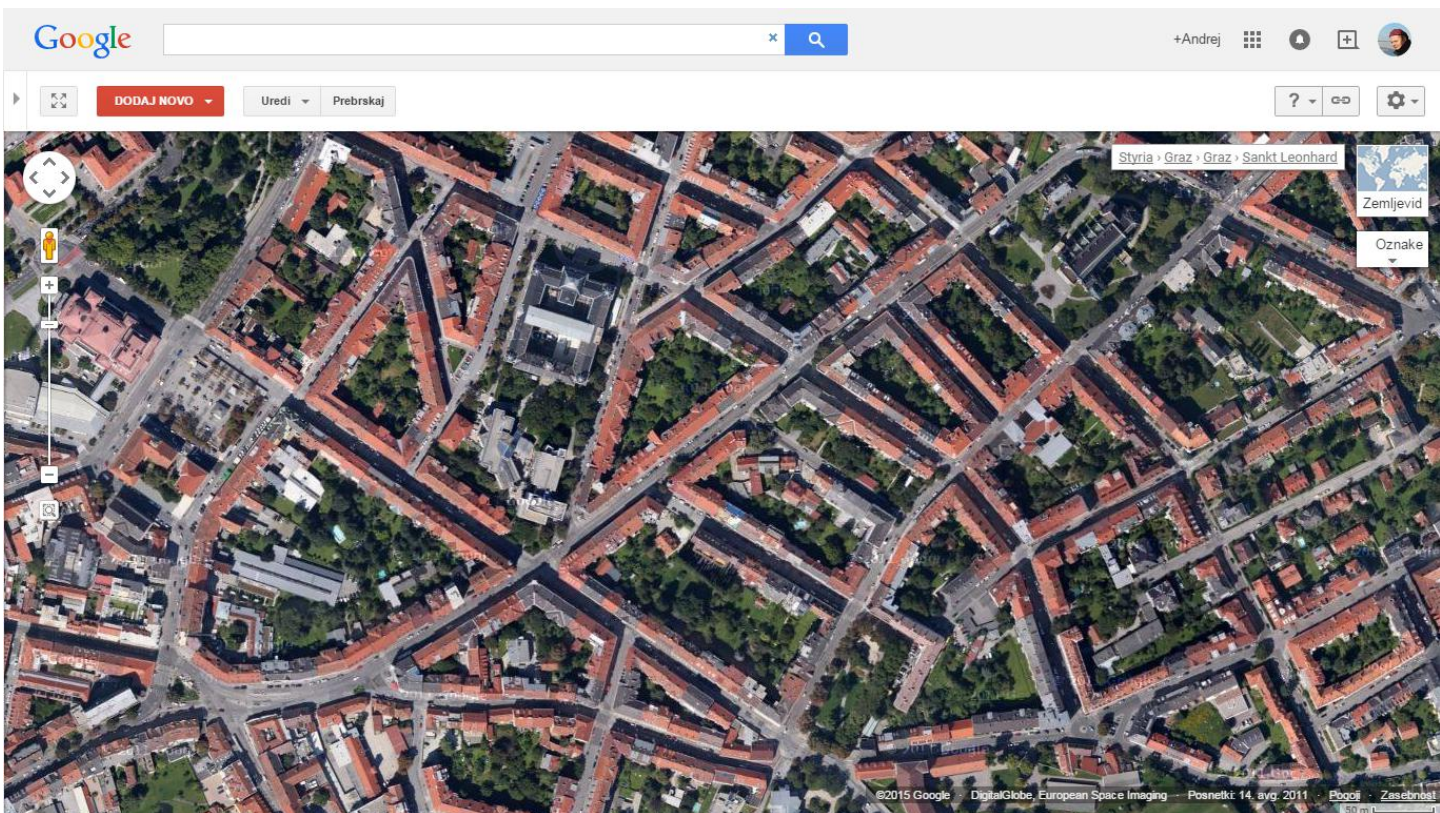 Google
+Andrej
DODAJ NOVO
Uredi
Prebrskaj
?
Styria › Graz › Graz › Sankt Leonhard
Zemljevid
Oznake
©2015 Google · DigitalGlobe, European Space Imaging · Posnetki: 14. avg. 2011 · Pogoji · Zasebnost
50 m